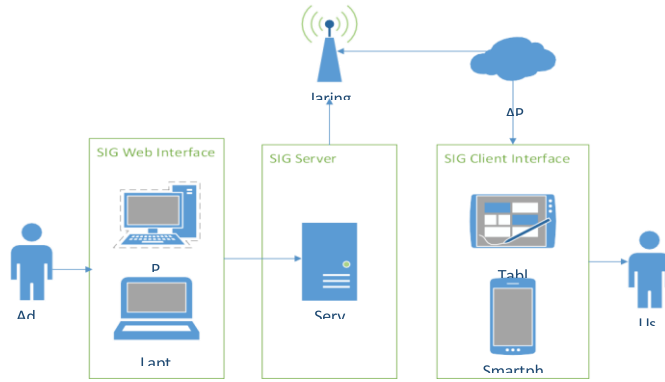 Jaring
AP
SIG Web Interface
SIG Server
SIG Client Interface
P
Tabl
Ad
Serv
Us
Lapt
Smartph